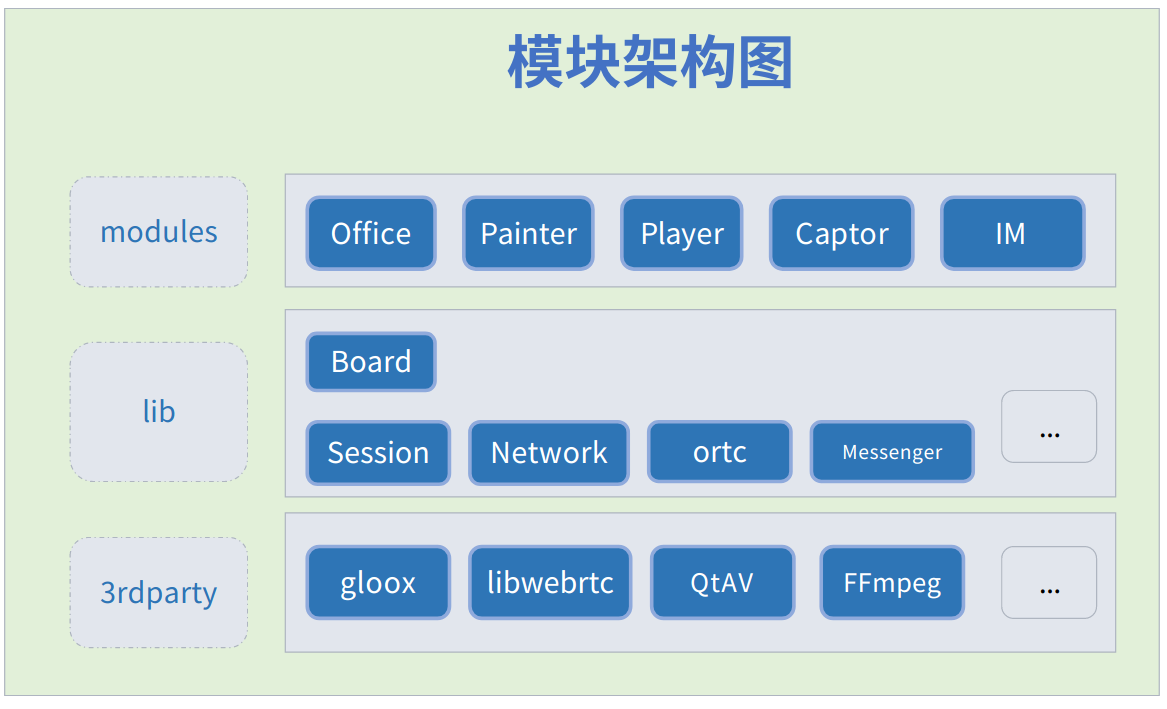 模块架构图
modules
Office Painter Player Captor IM
lib
Board
Session Network ortc Messenger ...
3rdparty
gloox libwebrtc QtAV FFmpeg ...